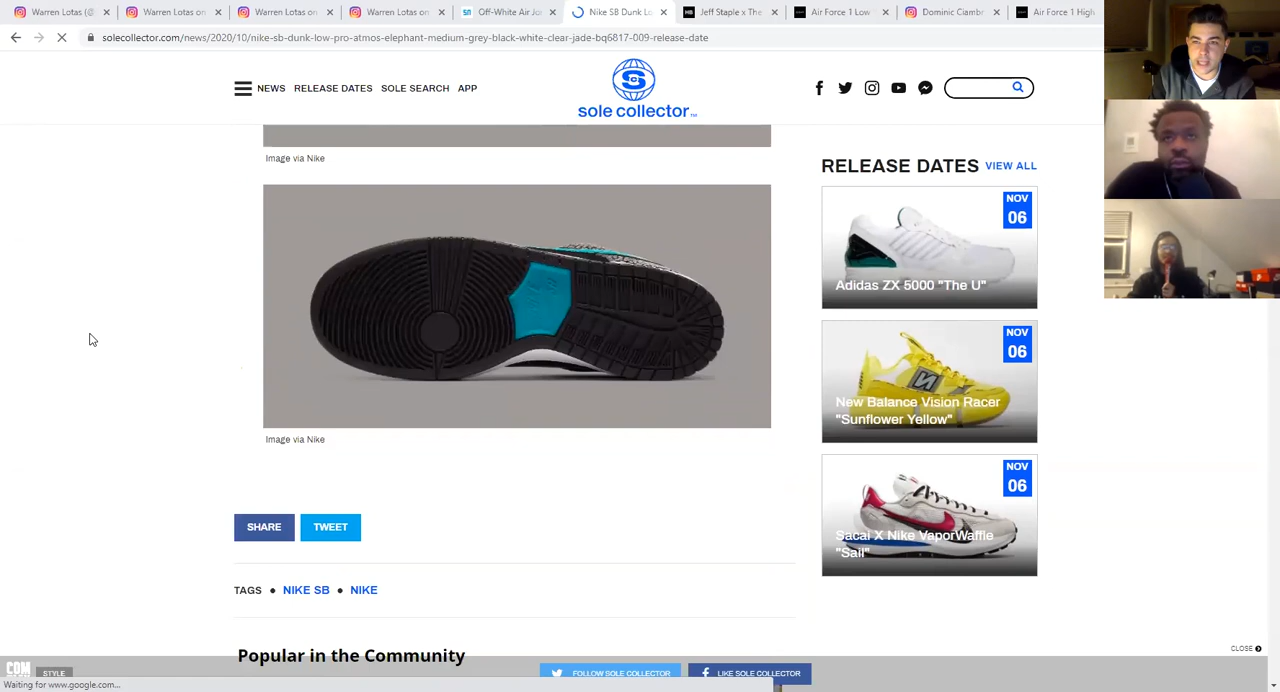 Warren Lotas (@
Warren Lotas on
Warren Lotas on
Warren Lotas on
Off-White Air Jo
Nike SB Dunk Lo
Jeff Staple x The
Air Force 1 Low
Dominic Ciambr
Air Force 1 High
solecollector.com/news/2020/10/nike-sb-dunk-low-pro-atmos-elephant-medium-grey-black-white-clear-jade-bq6817-009-release-date
NEWS RELEASE DATES SOLE SEARCH APP
sole collector
Image via Nike
Image via Nike
RELEASE DATES VIEW ALL
NOV
06
Adidas ZX 5000 "The U"
NOV
06
New Balance Vision Racer
"Sunflower Yellow"
NOV
06
Sacai X Nike VaporWaffle
"Sail"
SHARE TWEET
TAGS • NIKE SB • NIKE
Popular in the Community
CLOSE
COM
STYLE
FOLLOW SOLE COLLECTOR
LIKE SOLE COLLECTOR
Waiting for www.google.com...